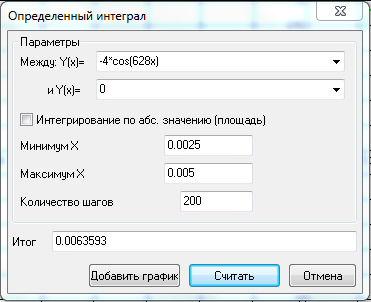 Определенный интеграл
Параметры
Между: Y(x)= -4*cos(628x)
и Y(x)= 0
Интегрирование по абс. значению (площадь)
Минимум X 0.0025
Максимум X 0.005
Количество шагов 200
Итог 0.0063593
Добавить график Считать Отмена